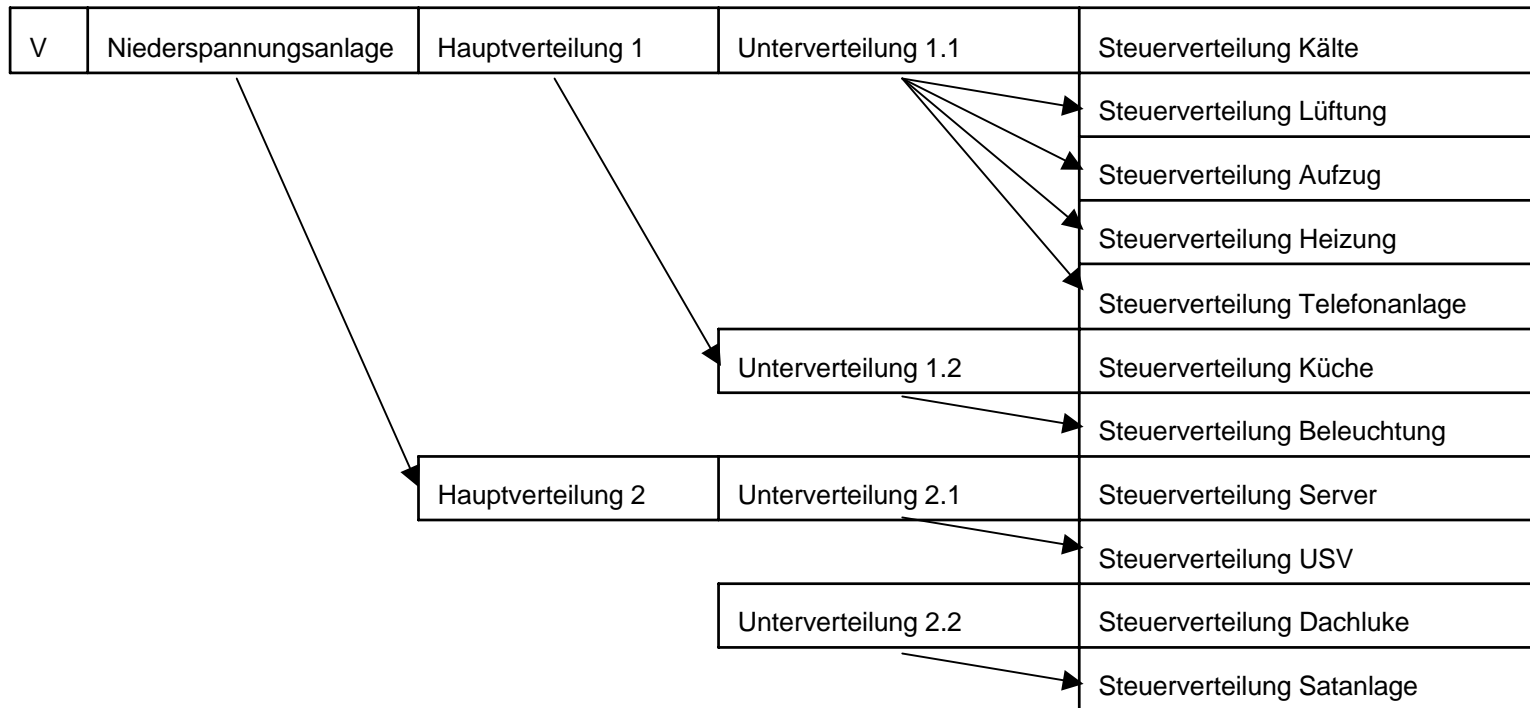 V Niederspannungsanlage Hauptverteilung 1 Unterverteilung 1.1 Steuerverteilung Kälte
Steuerverteilung Lüftung
Steuerverteilung Aufzug
Steuerverteilung Heizung
Steuerverteilung Telefonanlage
Unterverteilung 1.2 Steuerverteilung Küche
Steuerverteilung Beleuchtung
Hauptverteilung 2 Unterverteilung 2.1 Steuerverteilung Server
Steuerverteilung USV
Unterverteilung 2.2 Steuerverteilung Dachluke
Steuerverteilung Satanlage